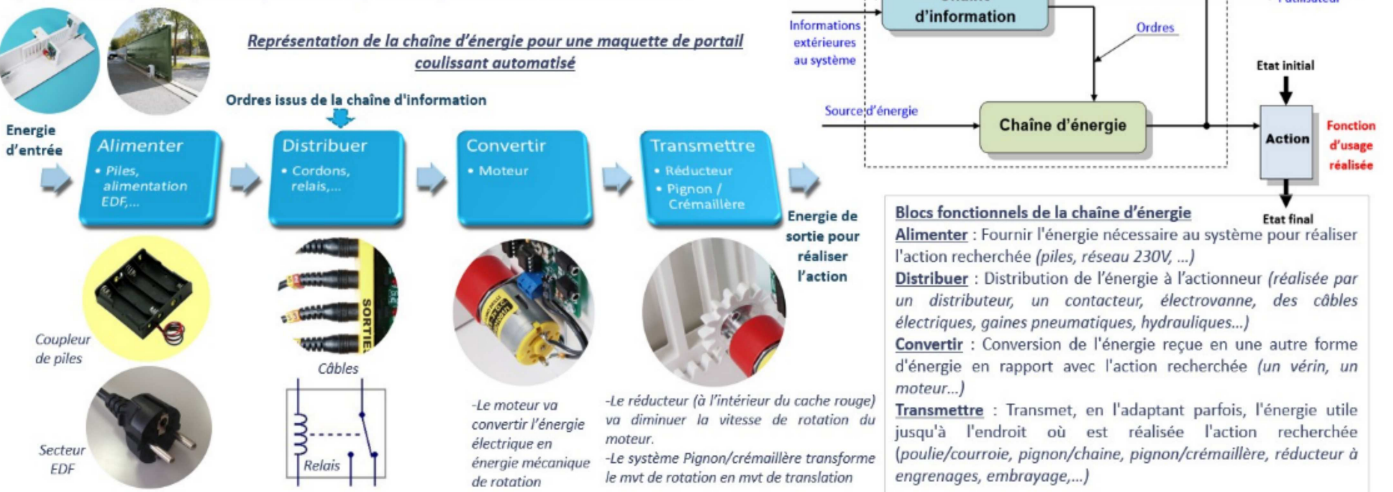 Représentation de la chaîne d'énergie pour une maquette de portail
coulissant automatisé
Ordres issus de la chaîne d'information
Energie
d'entrée
Alimenter
• Piles,
alimentation
EDF,...
Distribuer
• Cordons,
relais,...
Convertir
• Moteur
Transmettre
• Réducteur
• Pignon /
Crémaillère
Energie de
sortie pour
réaliser
l'action
Coupleur
de piles
Secteur
EDF
SORTIES
Câbles
Relais
-Le moteur va
convertir l'énergie
électrique en
énergie mécanique
de rotation
-Le réducteur (à l'intérieur du cache rouge)
va diminuer la vitesse de rotation du
moteur.
-Le système Pignon/crémaillère transforme
le mvt de rotation en mvt de translation
d'information
Informations
extérieures
au système
Ordres
Source d'énergie
Chaîne d'énergie
Etat initial
Action
Fonction
d'usage
réalisée
Etat final
Blocs fonctionnels de la chaîne d'énergie
Alimenter : Fournir l'énergie nécessaire au système pour réaliser
l'action recherchée (piles, réseau 230V, ...)
Distribuer : Distribution de l'énergie à l'actionneur (réalisée par
un distributeur, un contacteur, électrovanne, des câbles
électriques, gaines pneumatiques, hydrauliques...)
Convertir : Conversion de l'énergie reçue en une autre forme
d'énergie en rapport avec l'action recherchée (un vérin, un
moteur...)
Transmettre : Transmet, en l'adaptant parfois, l'énergie utile
jusqu'à l'endroit où est réalisée l'action recherchée
(poulie/courroie, pignon/chaine, pignon/crémaillère, réducteur à
engrenages, embrayage,...)